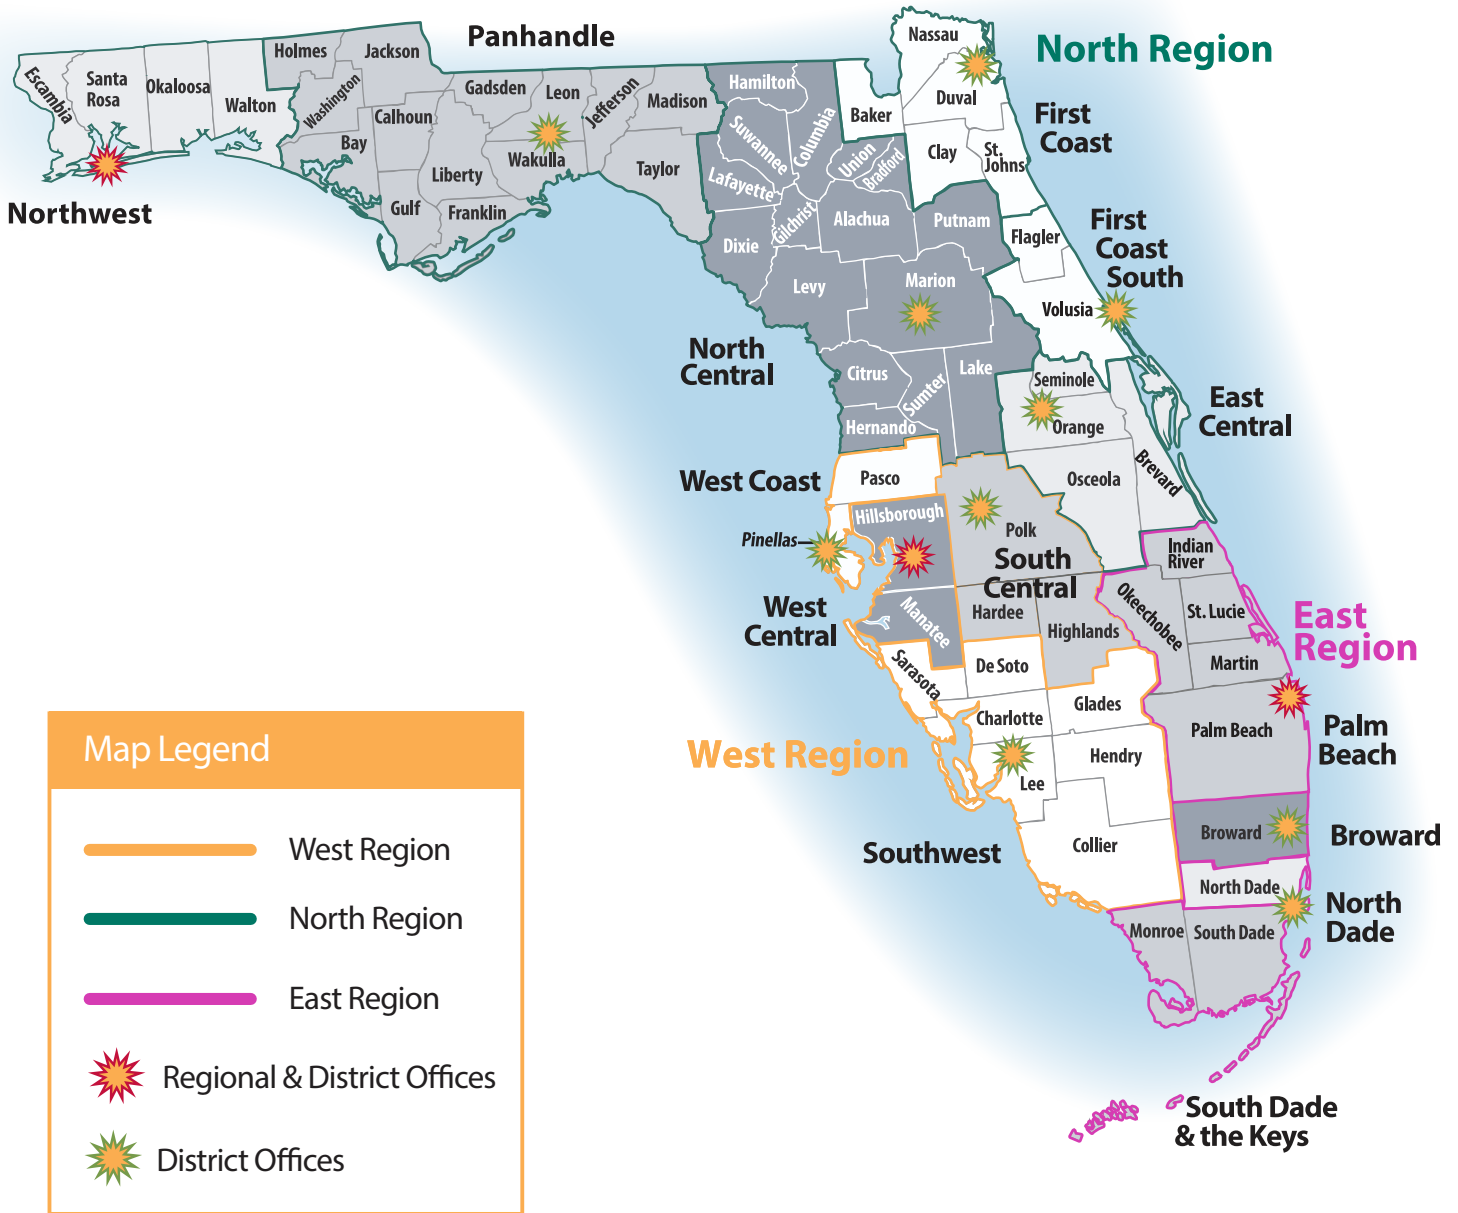 Panhandle
North Region
Nassau
Holmes
Jackson
Escambia
Santa
Rosa
Okaloosa
Walton
Washington
Bay
Calhoun
Gadsden
Leon
Jefferson
Madison
Wakulla
Liberty
Gulf
Franklin
Taylor
Northwest
Hamilton
Suwannee
Columbia
Lafayette
Baker
Union
Bradford
Duval
Clay
St.
Johns
First
Coast
Gilchrist
Alachua
Putnam
Dixie
Levy
Marion
Flagler
Volusia
First
Coast
South
North
Central
Citrus
Sumter
Lake
Hernando
Seminole
Orange
Osceola
Brevard
East
Central
West Coast
Pasco
Pinellas
Hillsborough
Polk
South
Central
West
Central
Manatee
Hardee
Highlands
Indian
River
Okeechobee
St. Lucie
Martin
East
Region
Sarasota
De Soto
Charlotte
Glades
Palm Beach
Palm
Beach
West Region
Lee
Hendry
Southwest
Collier
Broward
Broward
North Dade
North
Dade
Monroe
South Dade
South Dade
& the Keys
Map Legend
West Region
North Region
East Region
Regional & District Offices
District Offices